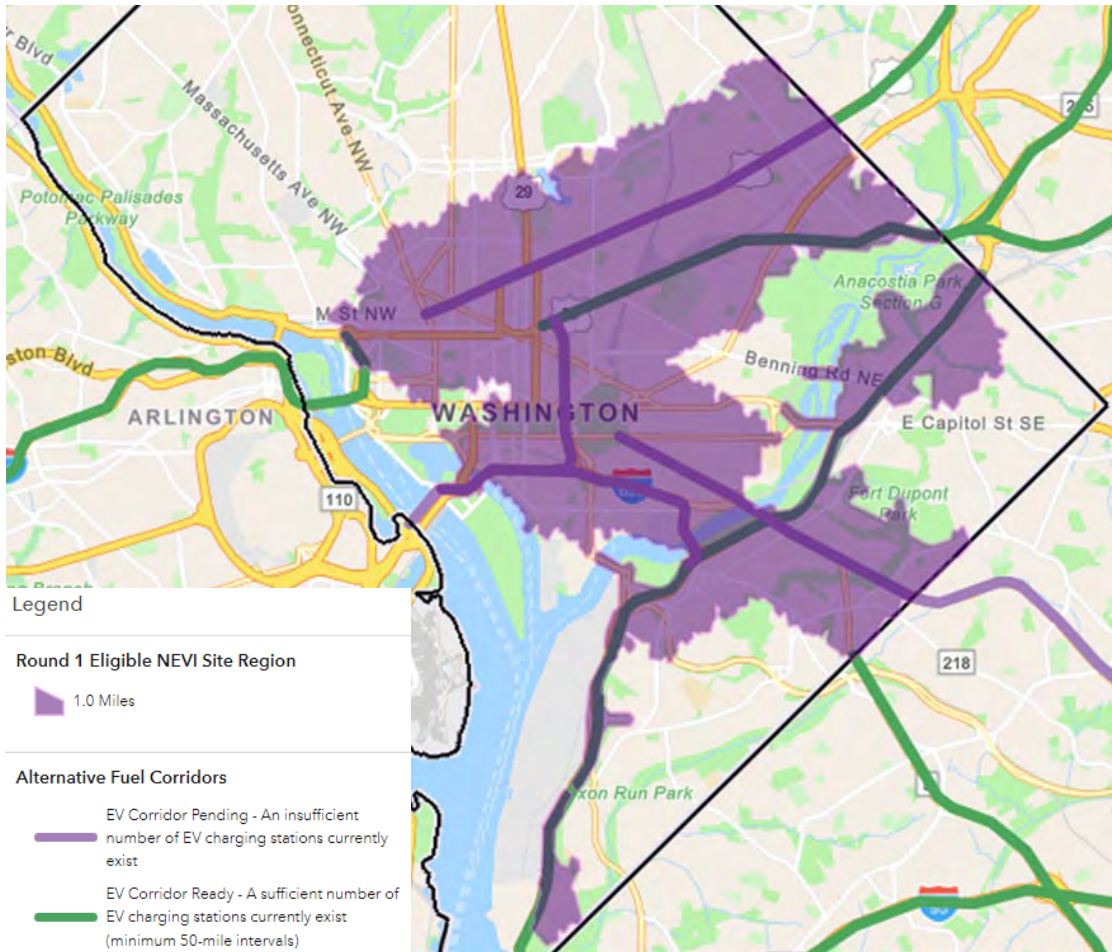 r Blvd
onnecticut Ave NW
Massachusetts Ave NW
Potomac Palisades
Parkway
29
Anacostia Park
Section G
M St NW
ston Blvd
Benning Rd NE
ARLINGTON
WASHINGTON
E Capitol St SE
110
Fort Dupont
Park
218
xon Run Park
Legend
Round 1 Eligible NEVI Site Region
1.0 Miles
Alternative Fuel Corridors
EV Corridor Pending - An insufficient
number of EV charging stations currently
exist
EV Corridor Ready - A sufficient number of
EV charging stations currently exist
(minimum 50-mile intervals)